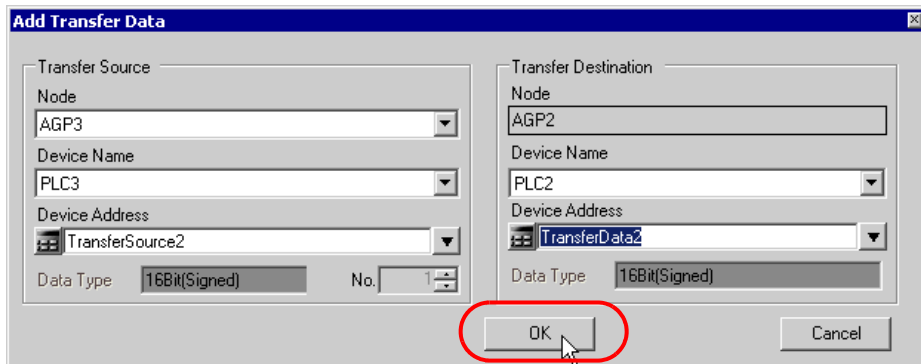 Add Transfer Data
Transfer Source
Node
AGP3
Device Name
PLC3
Device Address
TransferSource2
Data Type 16Bit(Signed) No. 1
Transfer Destination
Node
AGP2
Device Name
PLC2
Device Address
TransferData2
Data Type 16Bit(Signed)
OK Cancel